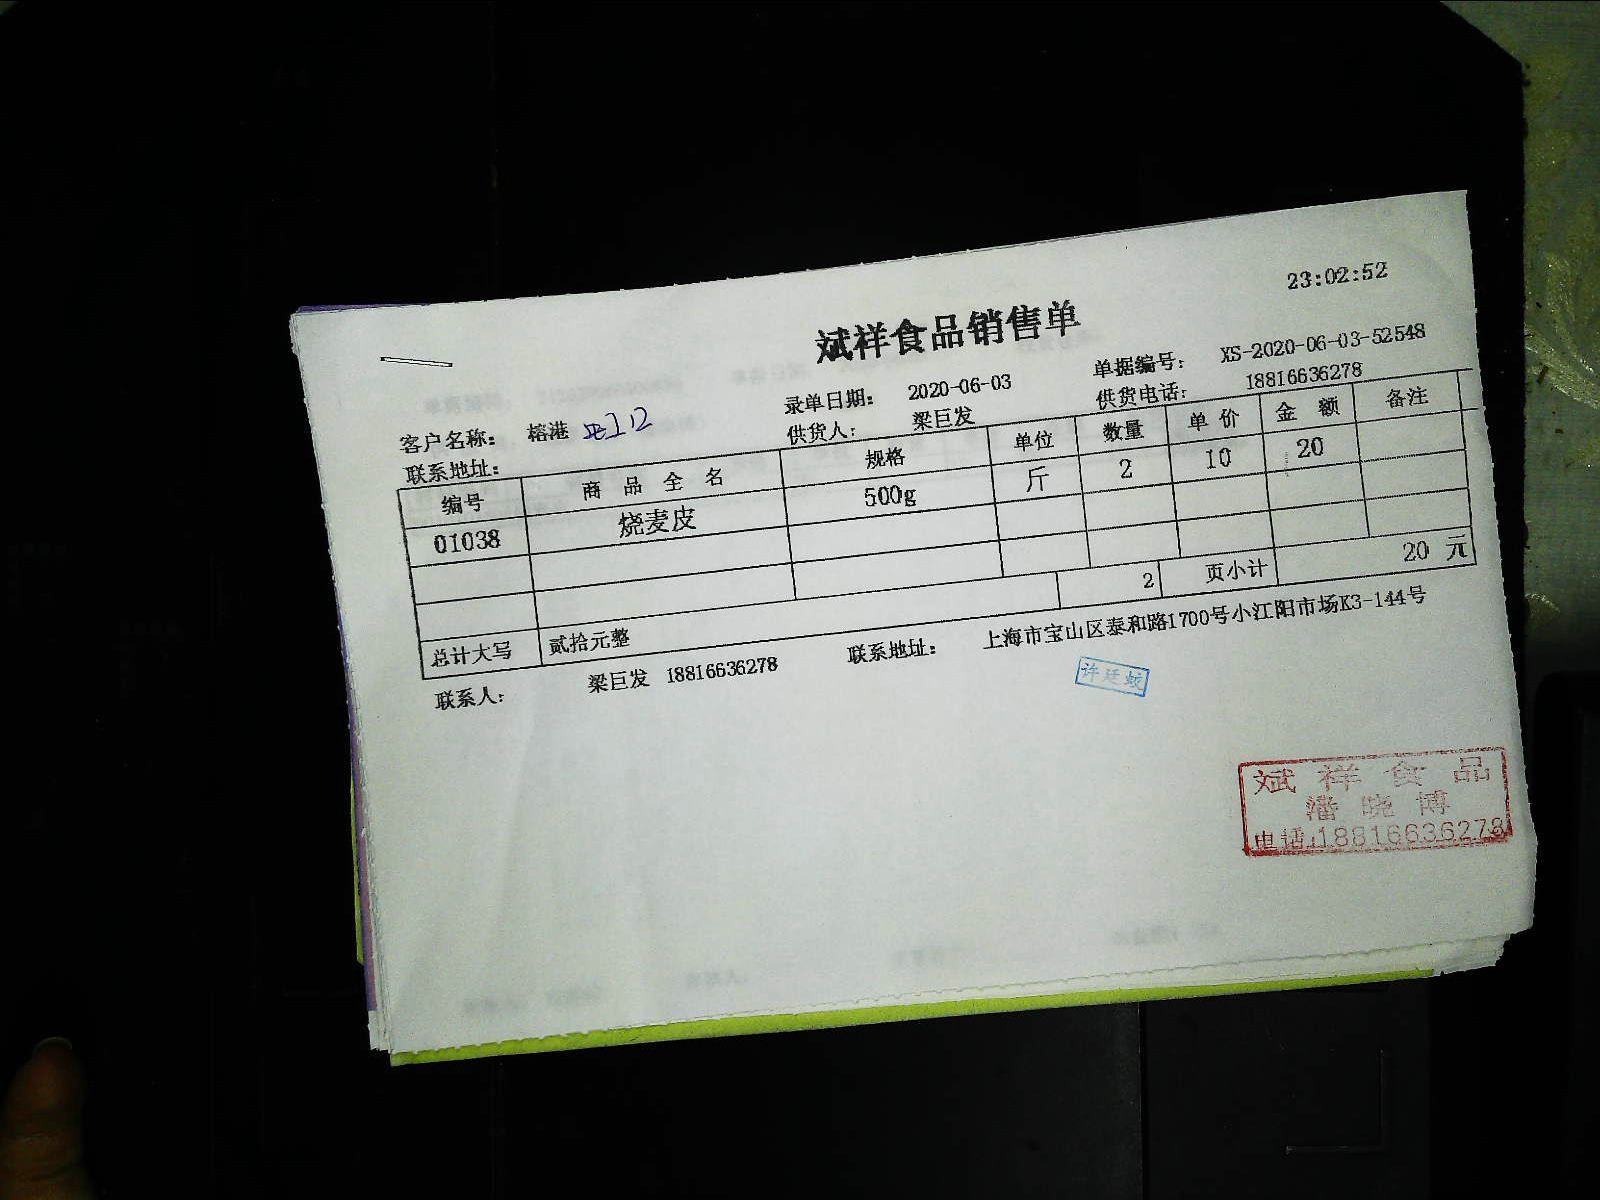 23:02:52
斌祥食品销售单
录单日期: 2020-06-03 单据编号: XS-2020-06-03-52548
客户名称: 榕港 供货人: 梁巨发 供货电话: 18816636278
联系地址:
编号 商品全名 规格 单位 数量 单价 金额 备注
01038 烧麦皮 500g 斤 2 10 20
2 页小计 20 元
总计大写 贰拾元整
联系人: 梁巨发 18816636278 联系地址: 上海市宝山区泰和路1700号小江阳市场K3-144号
许廷蛟
斌祥食品
潘晓博
电话:18816636278